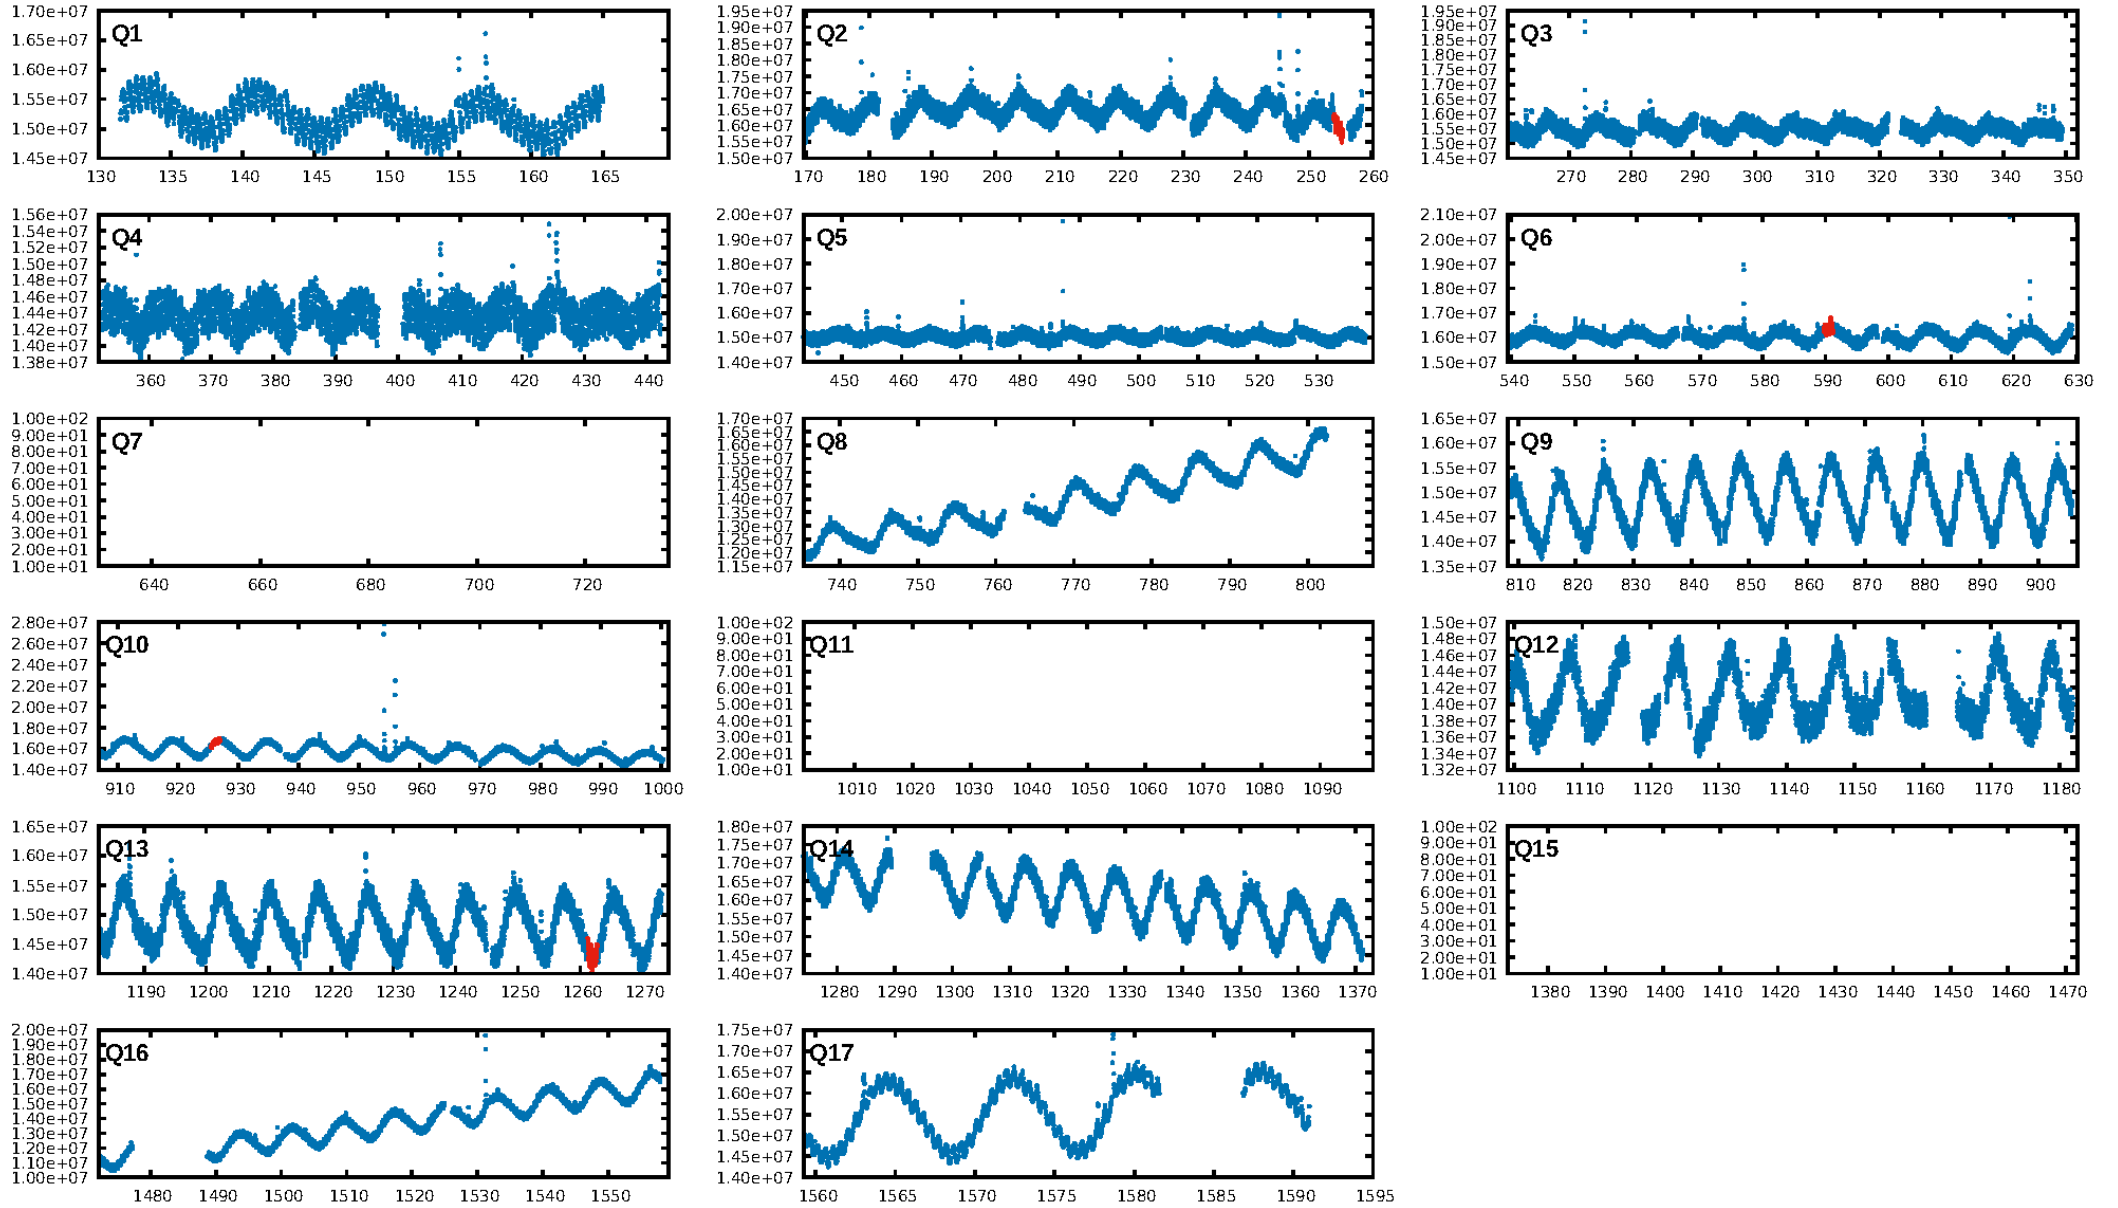 1.70e+07
1.65e+07
1.60e+07
1.55e+07
1.50e+07
1.45e+07
Q1
130 135 140 145 150 155 160 165
1.95e+07
1.90e+07
1.85e+07
1.80e+07
1.75e+07
1.70e+07
1.65e+07
1.60e+07
1.55e+07
1.50e+07
Q2
170 180 190 200 210 220 230 240 250 260
1.95e+07
1.90e+07
1.85e+07
1.80e+07
1.75e+07
1.70e+07
1.65e+07
1.60e+07
1.55e+07
1.50e+07
1.45e+07
Q3
270 280 290 300 310 320 330 340 350
1.56e+07
1.54e+07
1.52e+07
1.50e+07
1.48e+07
1.46e+07
1.44e+07
1.42e+07
1.40e+07
1.38e+07
Q4
360 370 380 390 400 410 420 430 440
2.00e+07
1.90e+07
1.80e+07
1.70e+07
1.60e+07
1.50e+07
1.40e+07
Q5
450 460 470 480 490 500 510 520 530
2.10e+07
2.00e+07
1.90e+07
1.80e+07
1.70e+07
1.60e+07
1.50e+07
Q6
540 550 560 570 580 590 600 610 620 630
1.00e+02
9.00e+01
8.00e+01
7.00e+01
6.00e+01
5.00e+01
4.00e+01
3.00e+01
2.00e+01
1.00e+01
Q7
640 660 680 700 720
1.70e+07
1.65e+07
1.60e+07
1.55e+07
1.50e+07
1.45e+07
1.40e+07
1.35e+07
1.30e+07
1.25e+07
1.20e+07
1.15e+07
Q8
740 750 760 770 780 790 800
1.65e+07
1.60e+07
1.55e+07
1.50e+07
1.45e+07
1.40e+07
1.35e+07
Q9
810 820 830 840 850 860 870 880 890 900
2.80e+07
2.60e+07
2.40e+07
2.20e+07
2.00e+07
1.80e+07
1.60e+07
1.40e+07
Q10
910 920 930 940 950 960 970 980 990 1000
1.00e+02
9.00e+01
8.00e+01
7.00e+01
6.00e+01
5.00e+01
4.00e+01
3.00e+01
2.00e+01
1.00e+01
Q11
1010 1020 1030 1040 1050 1060 1070 1080 1090
1.50e+07
1.48e+07
1.46e+07
1.44e+07
1.42e+07
1.40e+07
1.38e+07
1.36e+07
1.34e+07
1.32e+07
Q12
1100 1110 1120 1130 1140 1150 1160 1170 1180
1.65e+07
1.60e+07
1.55e+07
1.50e+07
1.45e+07
1.40e+07
Q13
1190 1200 1210 1220 1230 1240 1250 1260 1270
1.80e+07
1.75e+07
1.70e+07
1.65e+07
1.60e+07
1.55e+07
1.50e+07
1.45e+07
1.40e+07
Q14
1280 1290 1300 1310 1320 1330 1340 1350 1360 1370
1.00e+02
9.00e+01
8.00e+01
7.00e+01
6.00e+01
5.00e+01
4.00e+01
3.00e+01
2.00e+01
1.00e+01
Q15
1380 1390 1400 1410 1420 1430 1440 1450 1460 1470
2.00e+07
1.90e+07
1.80e+07
1.70e+07
1.60e+07
1.50e+07
1.40e+07
1.30e+07
1.20e+07
1.10e+07
1.00e+07
Q16
1480 1490 1500 1510 1520 1530 1540 1550
1.75e+07
1.70e+07
1.65e+07
1.60e+07
1.55e+07
1.50e+07
1.45e+07
1.40e+07
Q17
1560 1565 1570 1575 1580 1585 1590 1595